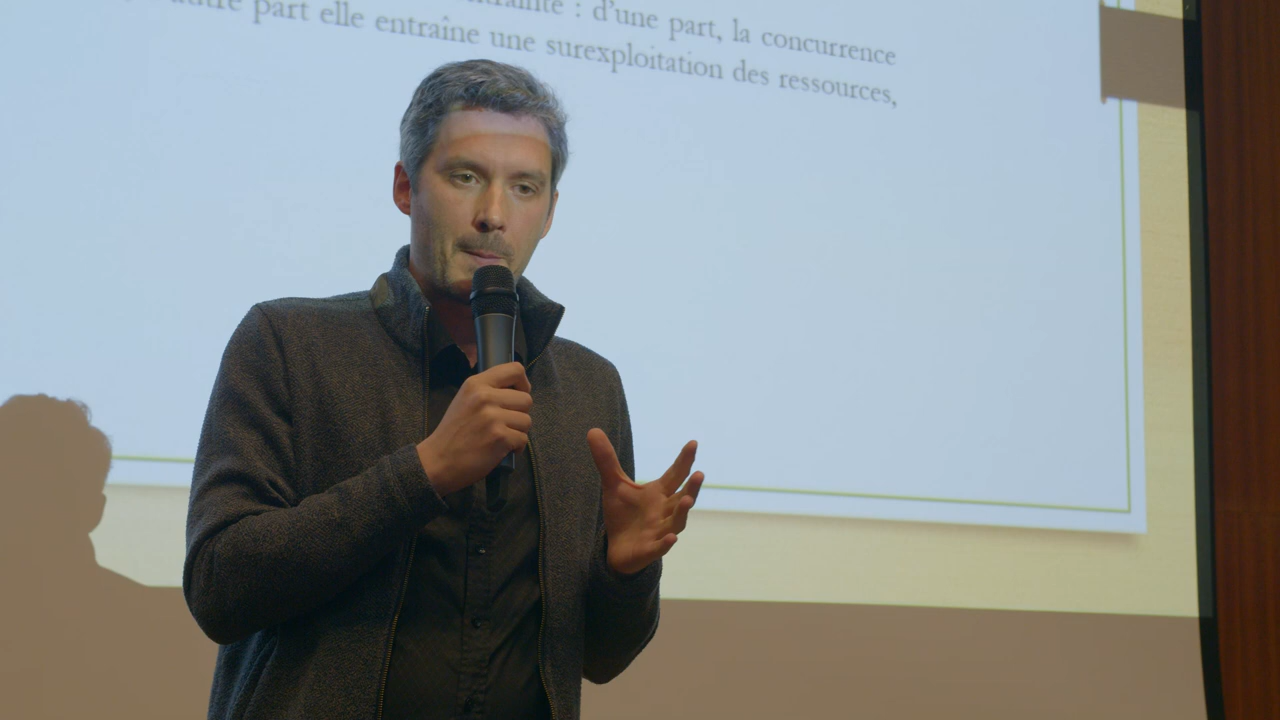 : d'une part, la concurrence
part elle entraîne une surexploitation des ressources,